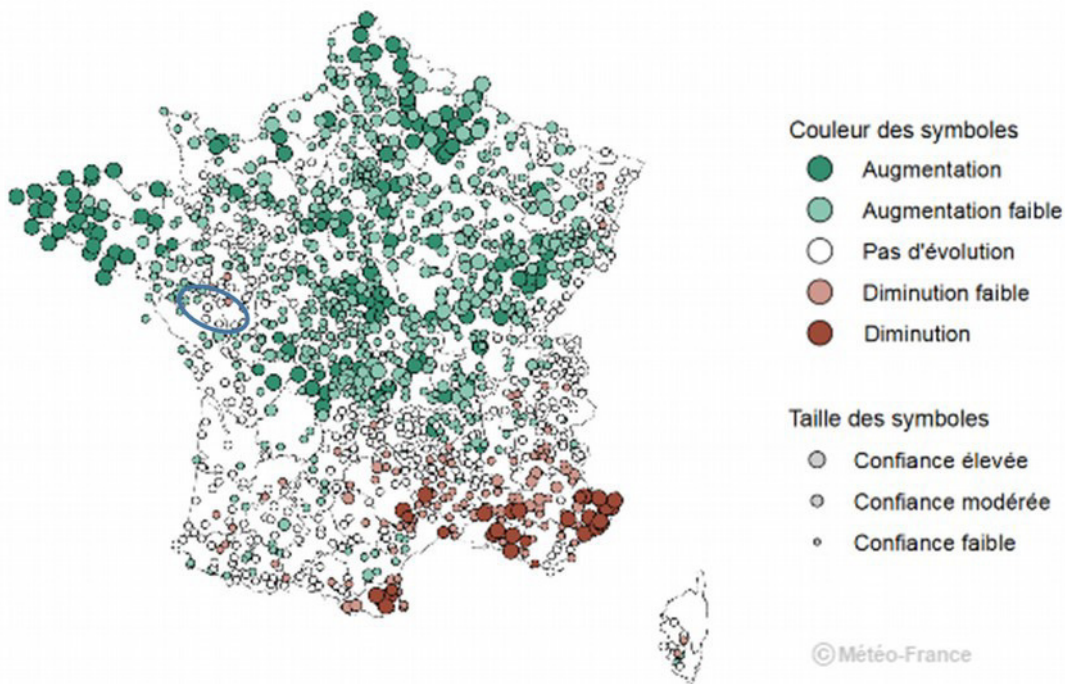 Couleur des symboles
Augmentation
Augmentation faible
Pas d'évolution
Diminution faible
Diminution
Taille des symboles
Confiance élevée
Confiance modérée
Confiance faible
© Météo-France